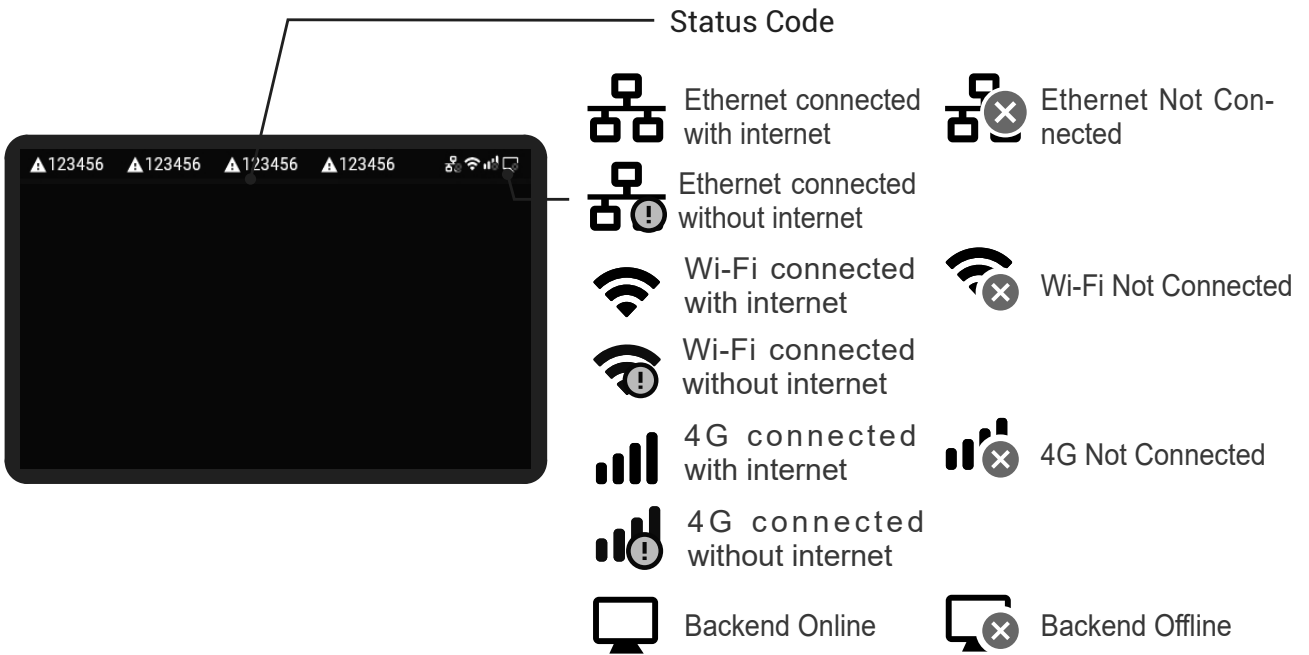 Status Code
Ethernet connected
with internet
Ethernet Not Con-
nected
123456 123456 123456 123456
Ethernet connected
without internet
Wi-Fi connected
with internet
Wi-Fi Not Connected
Wi-Fi connected
without internet
4G connected
with internet
4G Not Connected
4G connected
without internet
Backend Online
Backend Offline